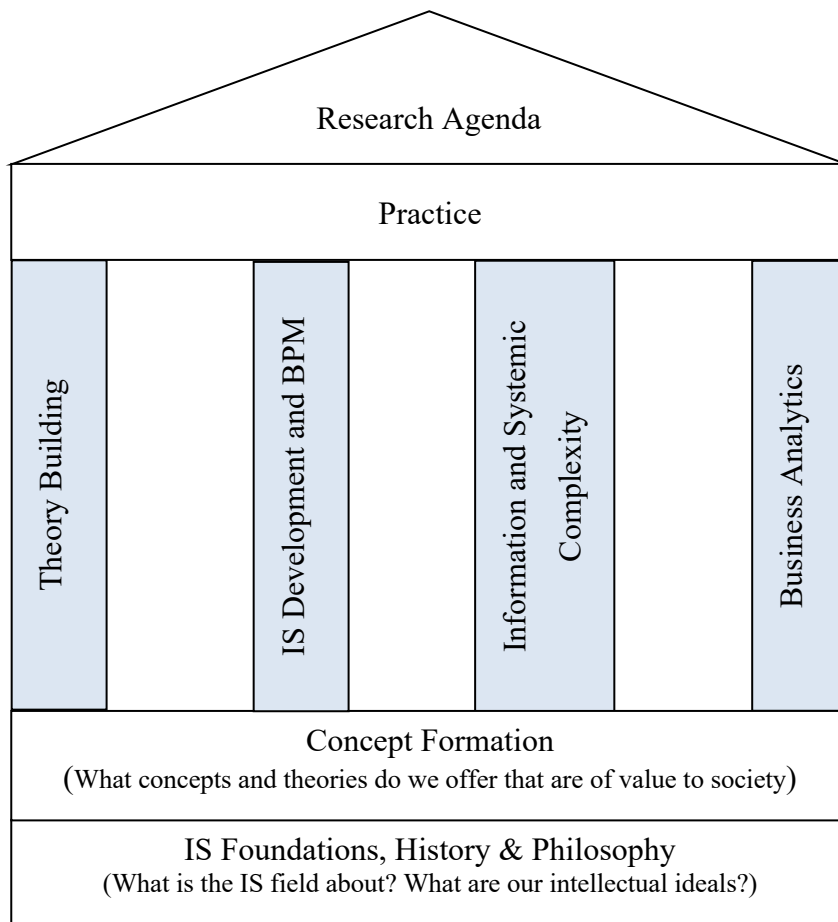 Research Agenda
Practice
Theory Building
IS Development and BPM
Information and Systemic
Complexity
Business Analytics
Concept Formation
(What concepts and theories do we offer that are of value to society)
IS Foundations, History & Philosophy
(What is the IS field about? What are our intellectual ideals?)